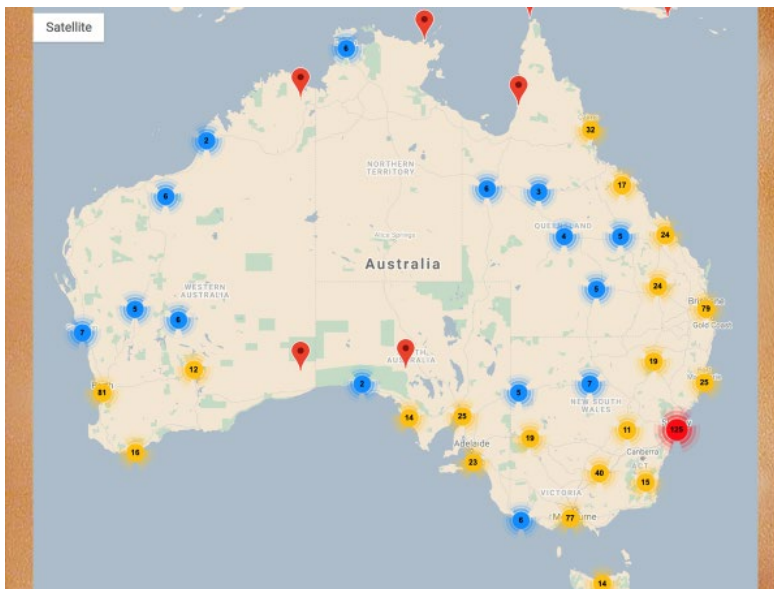 Satellite
6
2
6
32
NORTHERN
TERRITORY
6
3
17
Alice Springs
QUEENSLAND
4
5
24
Australia
WESTERN
AUSTRALIA
5
24
79
Gold Coast
7
6
12
2
5
7
19
25
NEW SOUTH
WALES
81
16
14
25
Adelaide
23
19
11
125
Canberra
ACT
40
15
VICTORIA
6
77
14